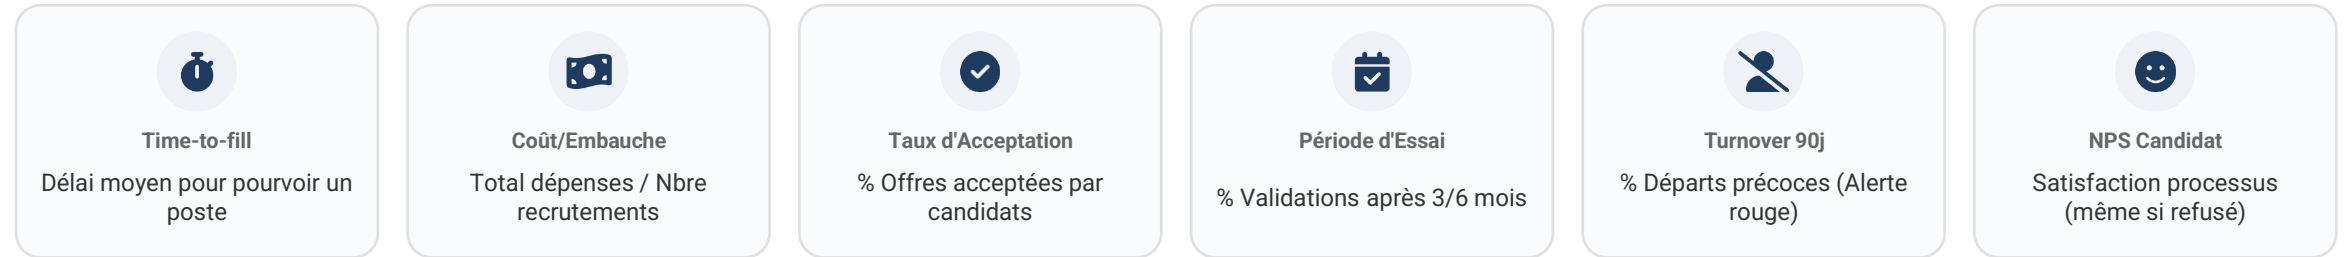 Time-to-fill
Délai moyen pour pourvoir un
poste
Coût/Embauche
Total dépenses / Nbre
recrutements
Taux d'Acceptation
% Offres acceptées par
candidats
Période d'Essai
% Validations après 3/6 mois
Turnover 90j
% Départs précoces (Alerte
rouge)
NPS Candidat
Satisfaction processus
(même si refusé)